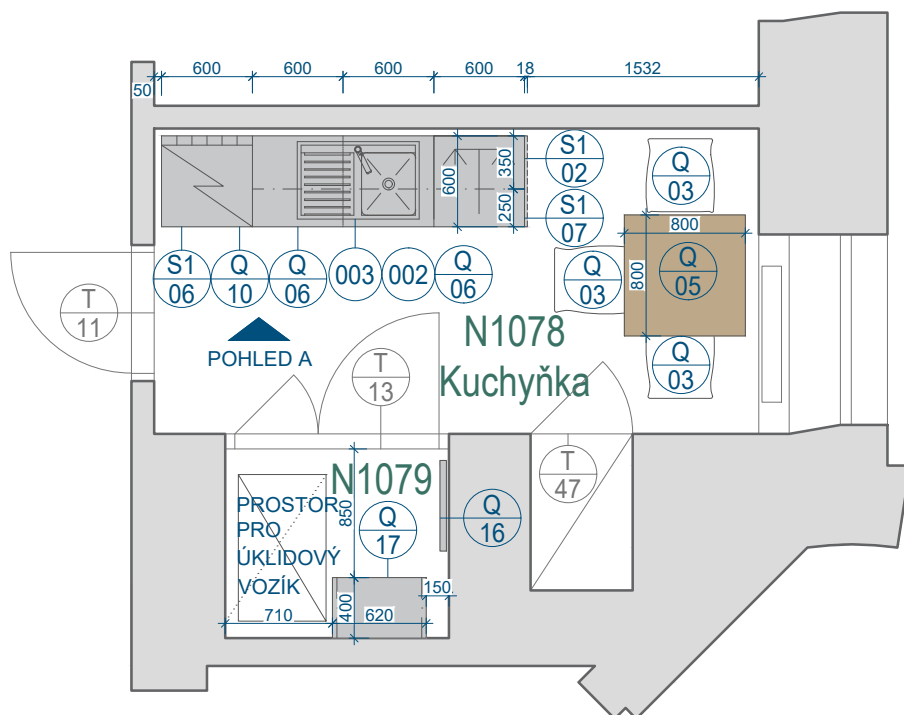 600 600 600 600 18 1532
50
600 350
250
S1
02
S1
07
Q
03
800
800
Q
05
Q
03
Q
03
S1
06
Q
10
Q
06
003
002
Q
06
T
11
POHLED A
N1078
Kuchyňka
T
13
T
47
N1079
PROSTOR
PRO
ÚKLIDOVÝ
VOZÍK
850
Q
17
Q
16
150
710
400
620